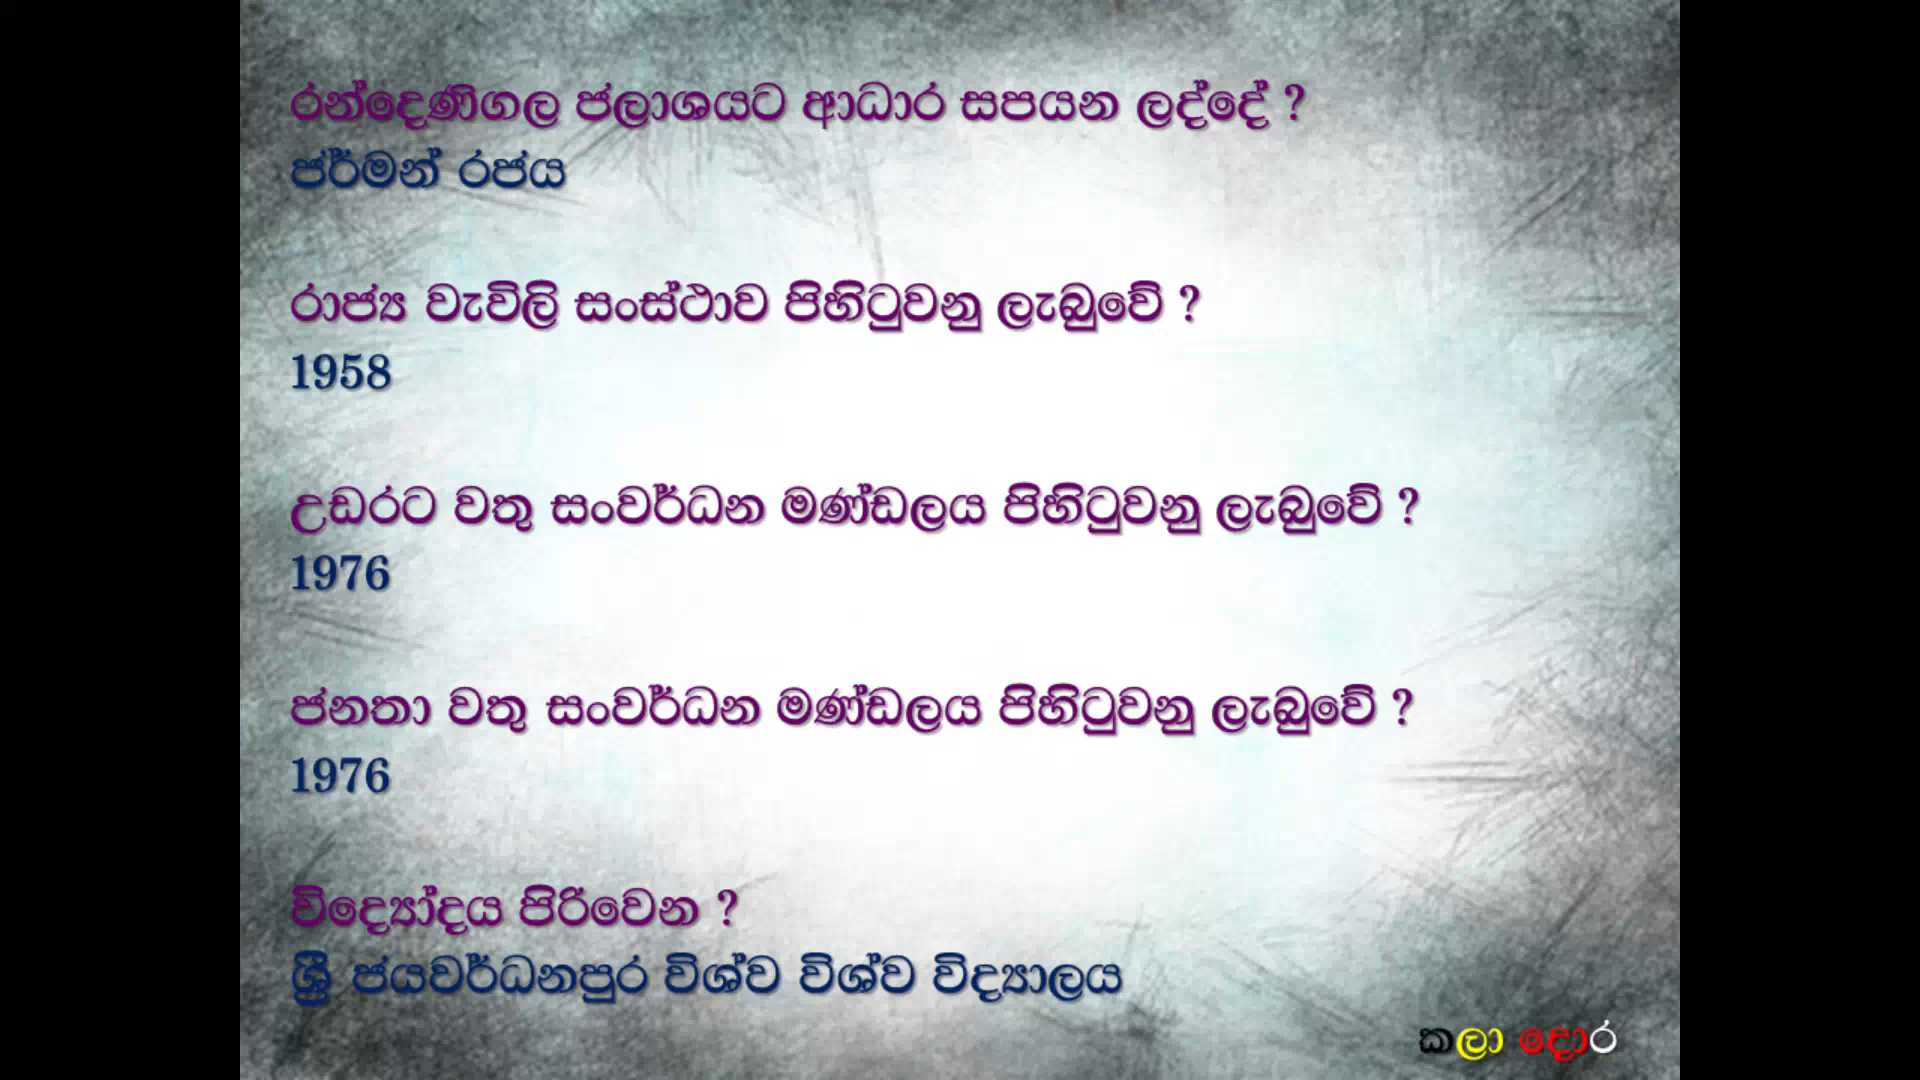 රන්දෙණිගල ජලාශයට ආධාර සපයන ලද්දේ ?
ජර්මන් රජය
රාජ්‍ය වැවිලි සංස්ථාව පිහිටුවනු ලැබුවේ ?
1958
උඩරට වතු සංවර්ධන මණ්ඩලය පිහිටුවනු ලැබුවේ ?
1976
ජනතා වතු සංවර්ධන මණ්ඩලය පිහිටුවනු ලැබුවේ ?
1976
විද්‍යෝදය පිරිවෙන ?
ශ්‍රී ජයවර්ධනපුර විශ්ව විශ්ව විද්‍යාලය
කලා දොර